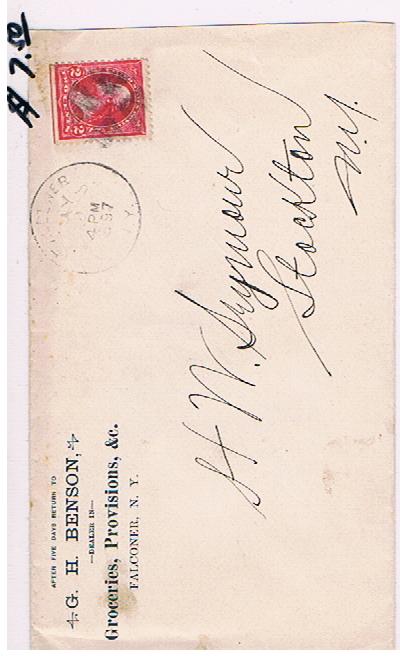 $ 7.50
AFTER FIVE DAYS RETURN TO
G. H. BENSON,
—DEALER IN—
Groceries, Provisions, &c.
FALCONER, N. Y.
4 PM
H W. Seymour
Stockton
N.Y.